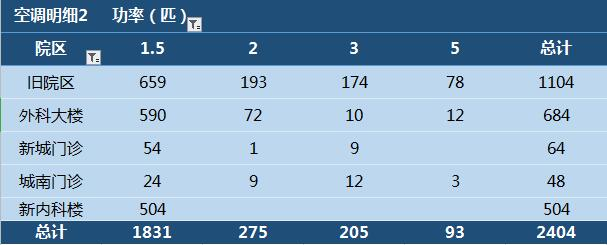 空调明细2 功率（匹）
院区 1.5 2 3 5 总计
旧院区 659 193 174 78 1104
外科大楼 590 72 10 12 684
新城门诊 54 1 9 64
城南门诊 24 9 12 3 48
新内科楼 504 504
总计 1831 275 205 93 2404